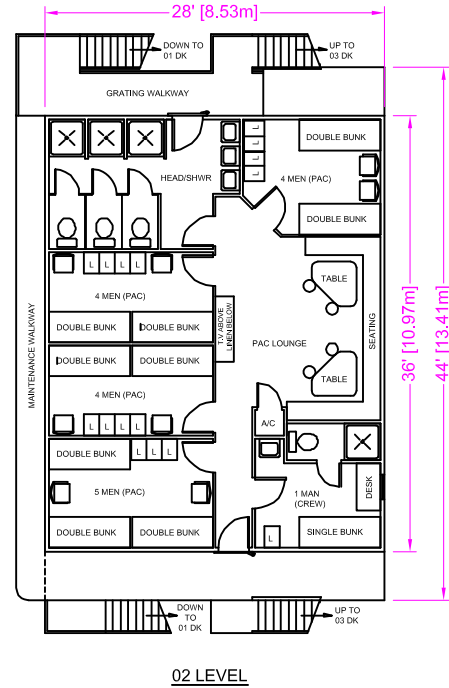 28' [8.53m]
DOWN TO
01 DK
UP TO
03 DK
GRATING WALKWAY
HEAD/SHWR
L
L
L
L
DOUBLE BUNK
4 MEN (PAC)
DOUBLE BUNK
L L L L
4 MEN (PAC)
DOUBLE BUNK
DOUBLE BUNK
DOUBLE BUNK
DOUBLE BUNK
4 MEN (PAC)
L L L L
T.V ABOVE
LINEN BELOW
PAC LOUNGE
TABLE
TABLE
SEATING
MAINTENANCE WALKWAY
36' [10.97m]
44' [13.41m]
A/C
DOUBLE BUNK
L L L
5 MEN (PAC)
DOUBLE BUNK
DOUBLE BUNK
1 MAN
(CREW)
DESK
L
SINGLE BUNK
DOWN
TO
01 DK
UP TO
03 DK
02 LEVEL